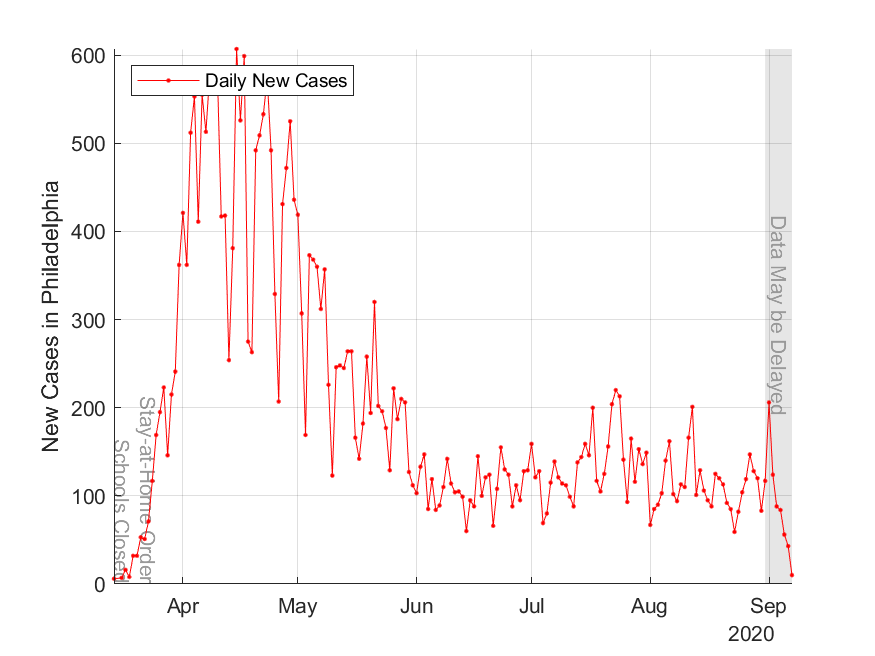 600
500
400
300
200
100
0
New Cases in Philadelphia
Daily New Cases
Schools Closed
Stay-at-Home Order
Data May be Delayed
Apr May Jun Jul Aug Sep
2020